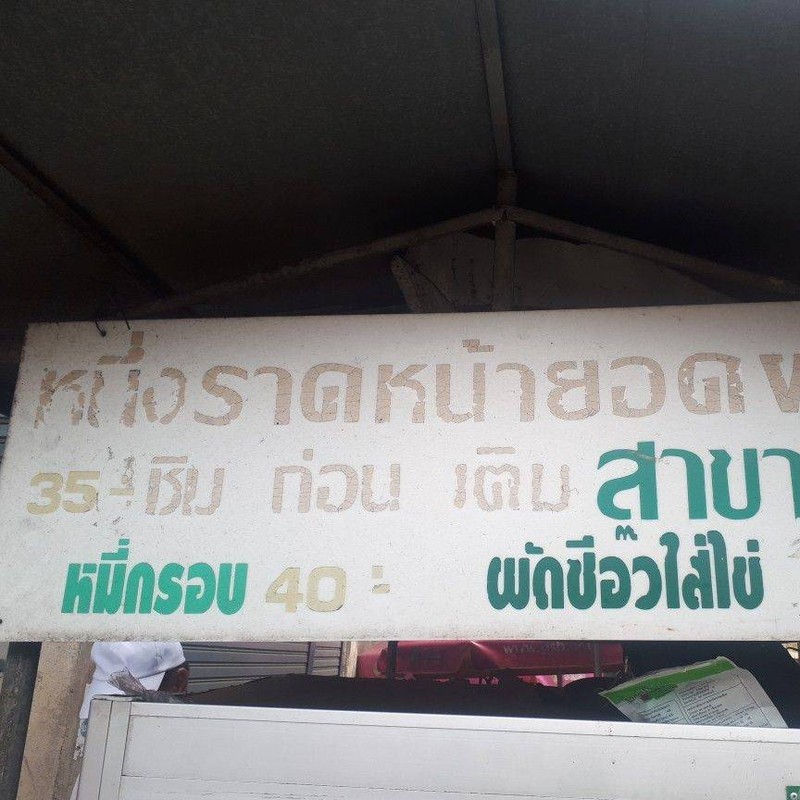 หนึ่งราดหน้ายอด
35 - ชิม ก่อน เติม สาขา
หมี่กรอบ 40 -
ผัดซีอิ๊วใส่ไข่